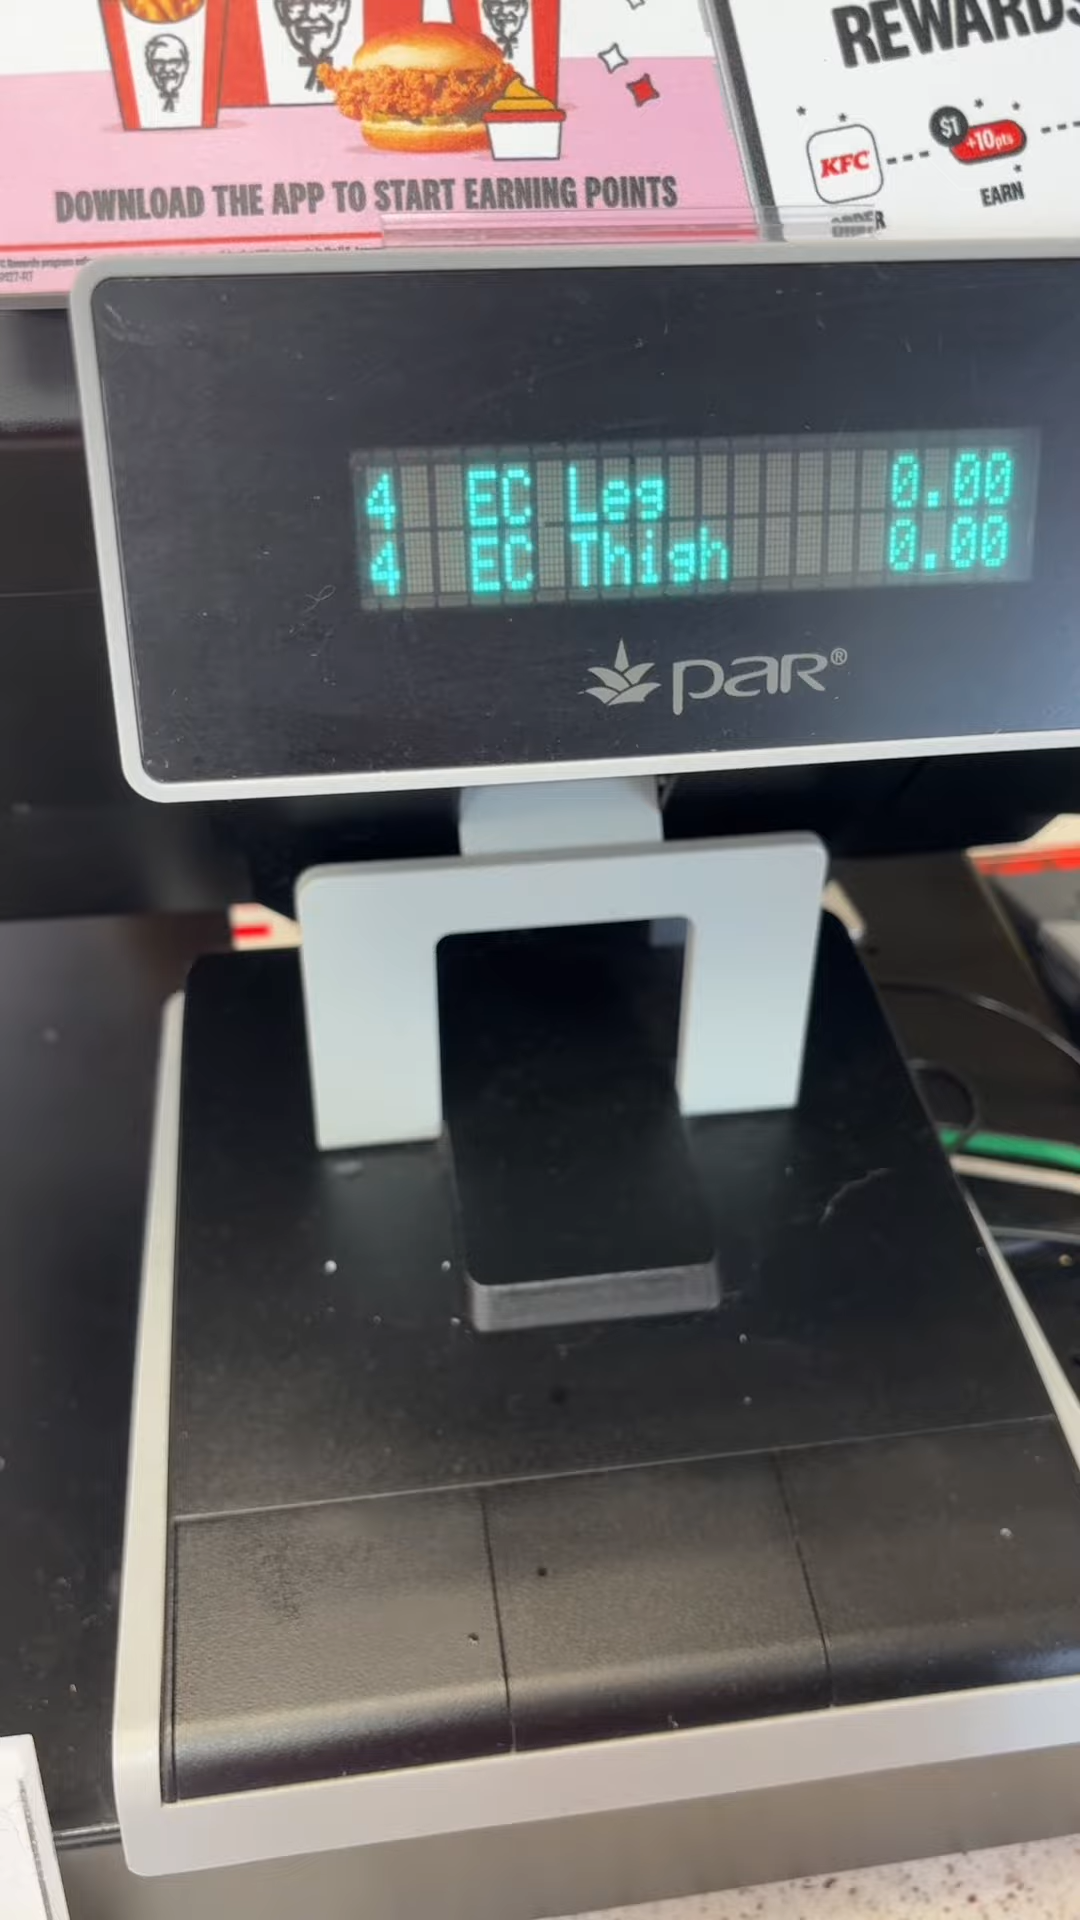 REWARDS
DOWNLOAD THE APP TO START EARNING POINTS
KFC
$1
+10pts
ORDER
EARN
4 EC Leg 0.00
4 EC Thigh 0.00
par®